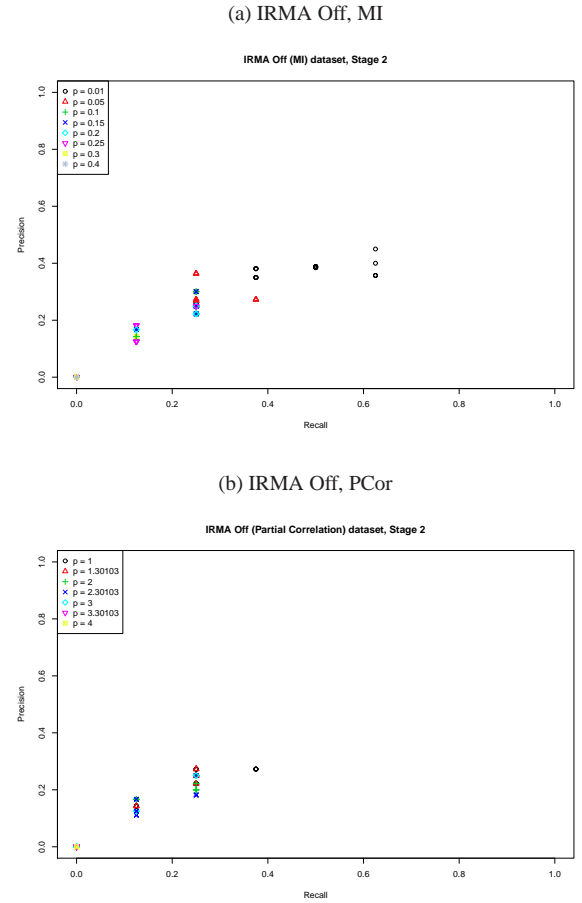 (a) IRMA Off, MI
IRMA Off (MI) dataset, Stage 2
p = 0.01
p = 0.05
p = 0.1
p = 0.15
p = 0.2
p = 0.25
p = 0.3
p = 0.4
Precision
1.0
0.8
0.6
0.4
0.2
0.0
0.0 0.2 0.4 0.6 0.8 1.0
Recall
(b) IRMA Off, PCor
IRMA Off (Partial Correlation) dataset, Stage 2
p = 1
p = 1.30103
p = 2
p = 2.30103
p = 3
p = 3.30103
p = 4
Precision
1.0
0.8
0.6
0.4
0.2
0.0
0.0 0.2 0.4 0.6 0.8 1.0
Recall